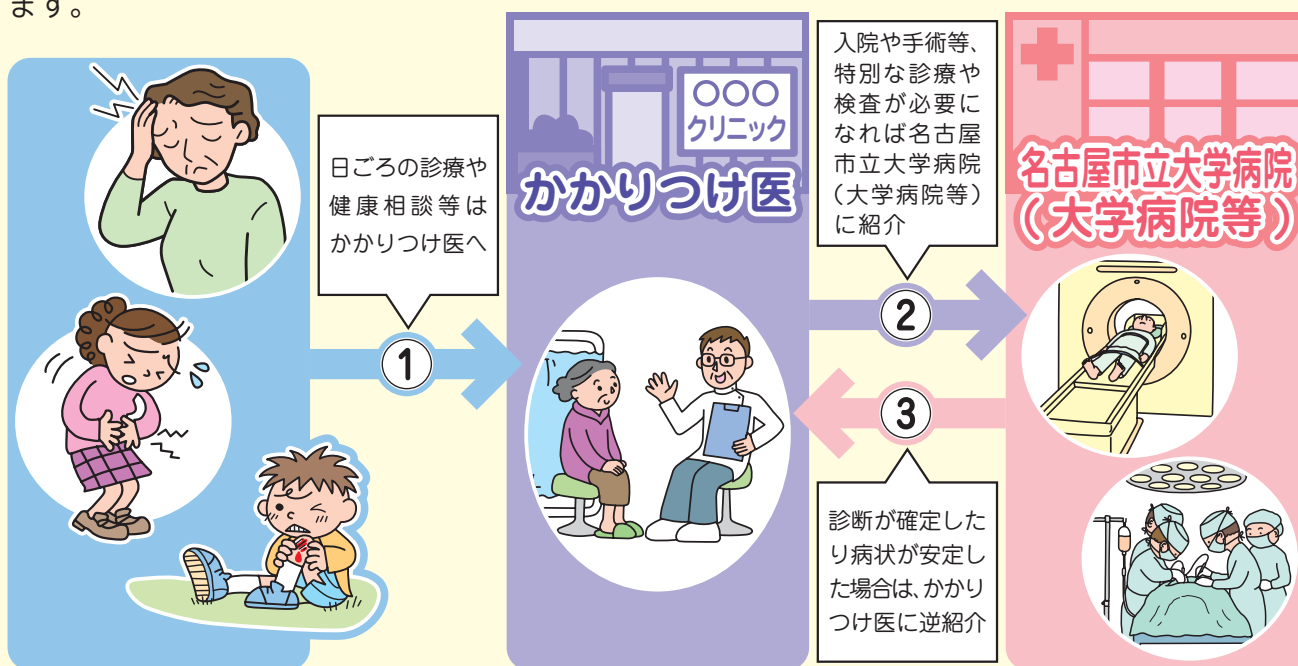 ます。
日ごろの診療や
健康相談等は
かかりつけ医へ
①
○○○
クリニック
かかりつけ医
入院や手術等、
特別な診療や
検査が必要に
なれば名古屋
市立大学病院
(大学病院等)
に紹介
②
③
診断が確定した
り病状が安定し
た場合は、かかり
つけ医に逆紹介
名古屋市立大学病院
(大学病院等)